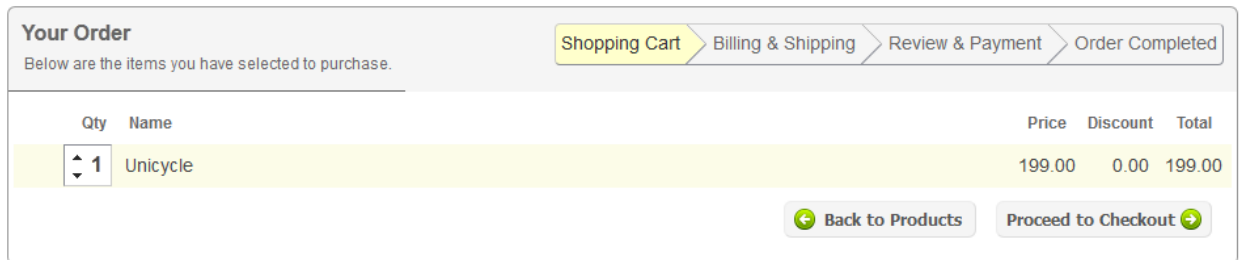 Your Order
Below are the items you have selected to purchase.
Shopping Cart Billing & Shipping Review & Payment Order Completed
Qty Name Price Discount Total
1 Unicycle 199.00 0.00 199.00
Back to Products Proceed to Checkout